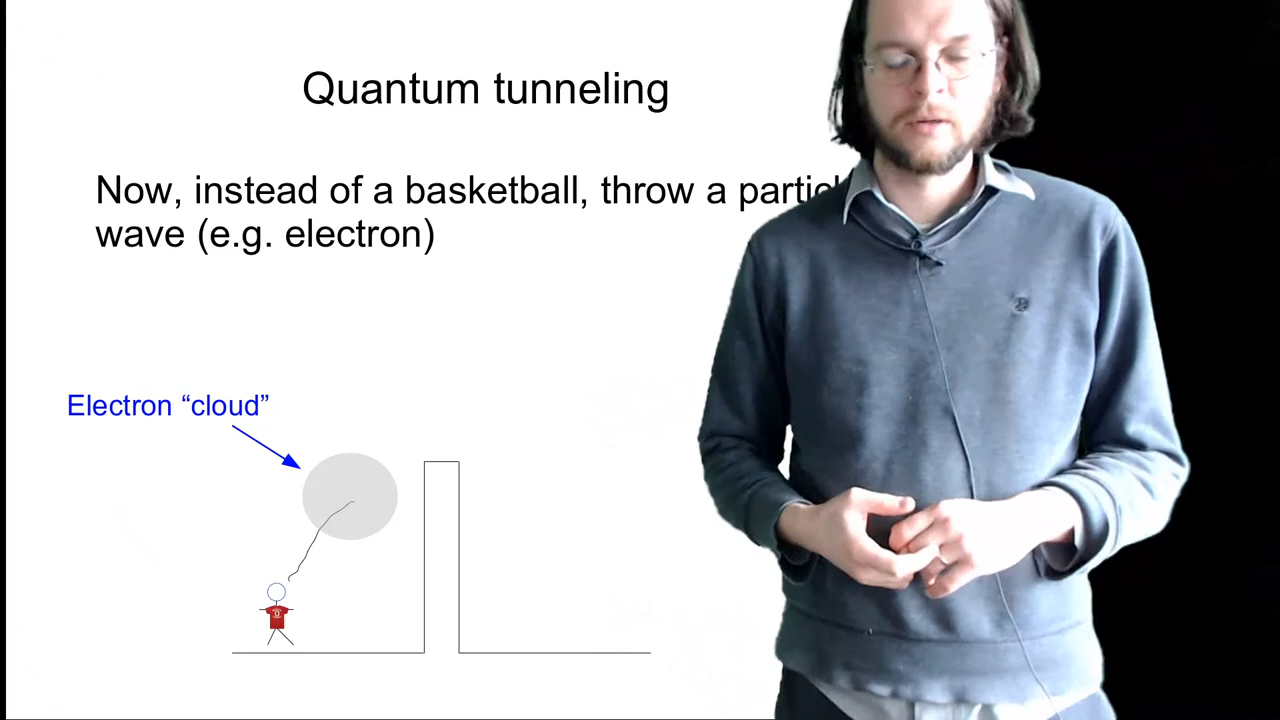 Quantum tunneling
Now, instead of a basketball, throw a
wave (e.g. electron)
Electron “cloud”